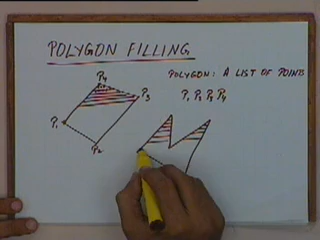 POLYGON FILLING
POLYGON: A LIST OF POINTS
P1 P2 P3 P4
P4
P3
P1
P2